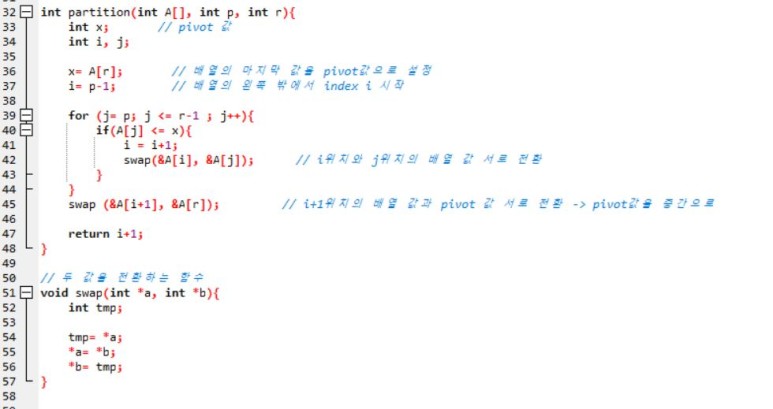 32 int partition(int A[], int p, int r){
33 int x; // pivot 값
34 int i, j;
35
36 x= A[r]; // 배열의 마지막 값을 pivot값으로 설정
37 i= p-1; // 배열의 왼쪽 밖에서 index i 시작
38
39 for (j= p; j <= r-1 ; j++){
40 if(A[j] <= x){
41 i = i+1;
42 swap(&A[i], &A[j]); // i위치와 j위치의 배열 값 서로 전환
43 }
44 }
45 swap (&A[i+1], &A[r]); // i+1위치의 배열 값과 pivot 값 서로 전환 -> pivot값을 중간으로
46
47 return i+1;
48 }
49
50 // 두 값을 전환하는 함수
51 void swap(int *a, int *b){
52 int tmp;
53
54 tmp= *a;
55 *a= *b;
56 *b= tmp;
57 }
58